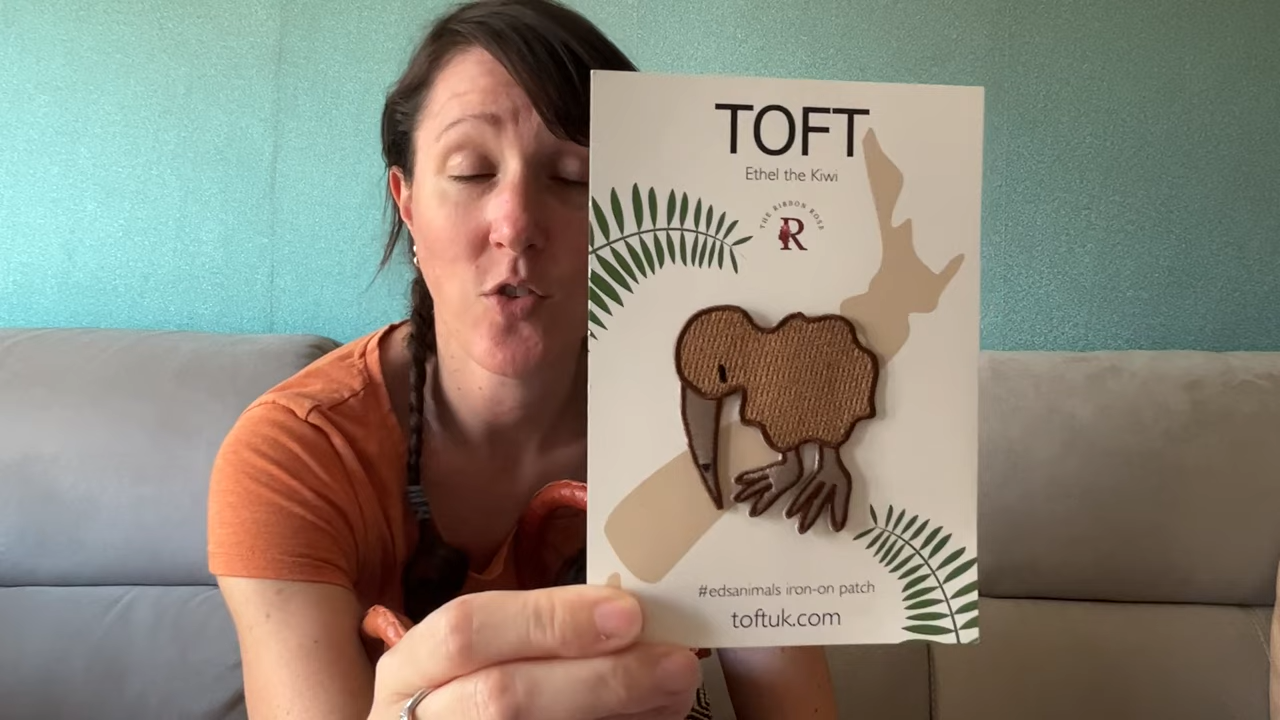 TOFT
Ethel the Kiwi
THE RIBBON ROSE
R
#edsanimals iron-on patch
toftuk.com